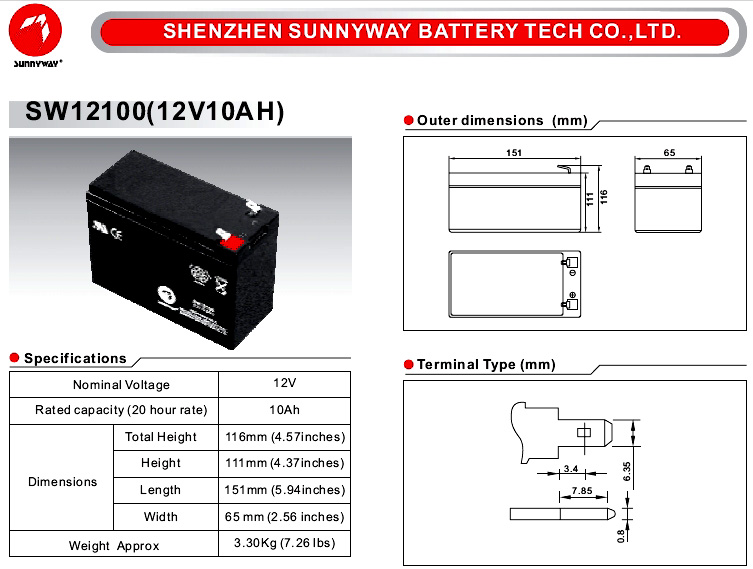 SHENZHEN SUNNYWAY BATTERY TECH CO.,LTD.
SUNNYWAY®
SW12100(12V10AH)
Specifications
Nominal Voltage 12V
Rated capacity (20 hour rate) 10Ah
Dimensions
Total Height 116mm (4.57inches)
Height 111mm (4.37inches)
Length 151mm (5.94inches)
Width 65 mm (2.56 inches)
Weight Approx 3.30Kg (7.26 lbs)
Outer dimensions (mm)
151
65
111
116
Terminal Type (mm)
3.4
6.35
7.85
0.8